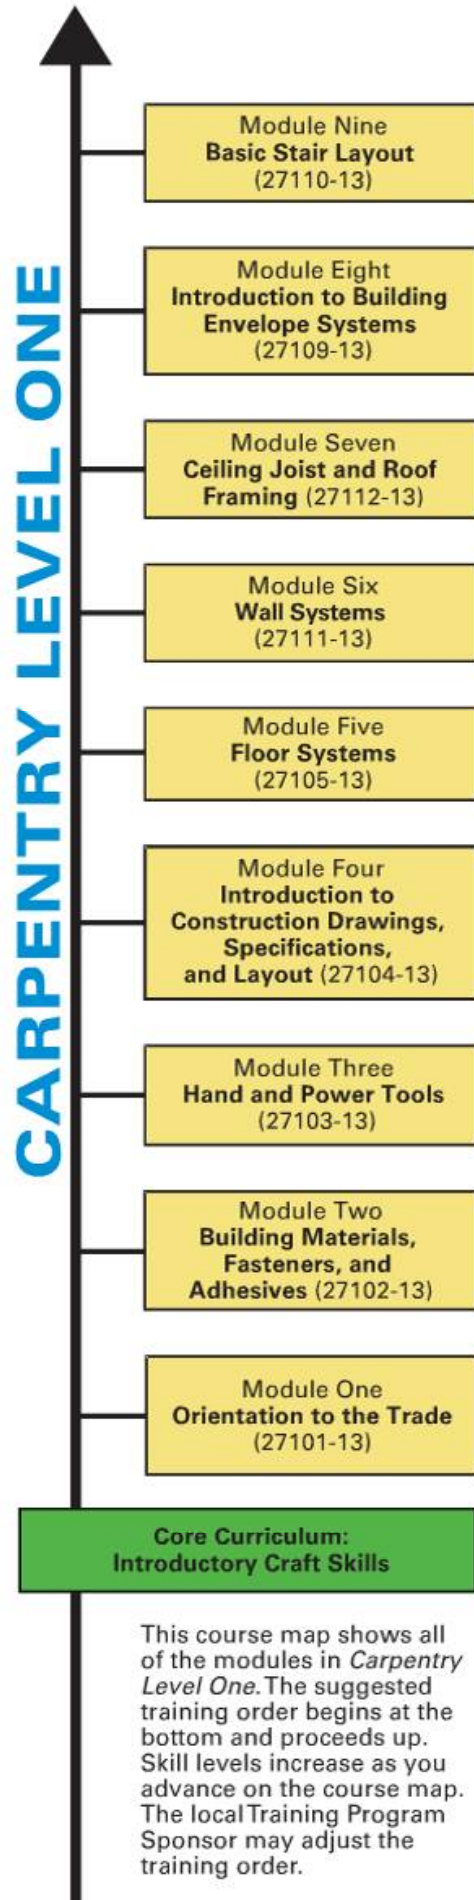 CARPENTRY LEVEL ONE
Module Nine
Basic Stair Layout
(27110-13)
Module Eight
Introduction to Building
Envelope Systems
(27109-13)
Module Seven
Ceiling Joist and Roof
Framing (27112-13)
Module Six
Wall Systems
(27111-13)
Module Five
Floor Systems
(27105-13)
Module Four
Introduction to
Construction Drawings,
Specifications,
and Layout (27104-13)
Module Three
Hand and Power Tools
(27103-13)
Module Two
Building Materials,
Fasteners, and
Adhesives (27102-13)
Module One
Orientation to the Trade
(27101-13)
Core Curriculum:
Introductory Craft Skills
This course map shows all
of the modules in Carpentry
Level One. The suggested
training order begins at the
bottom and proceeds up.
Skill levels increase as you
advance on the course map.
The local Training Program
Sponsor may adjust the
training order.